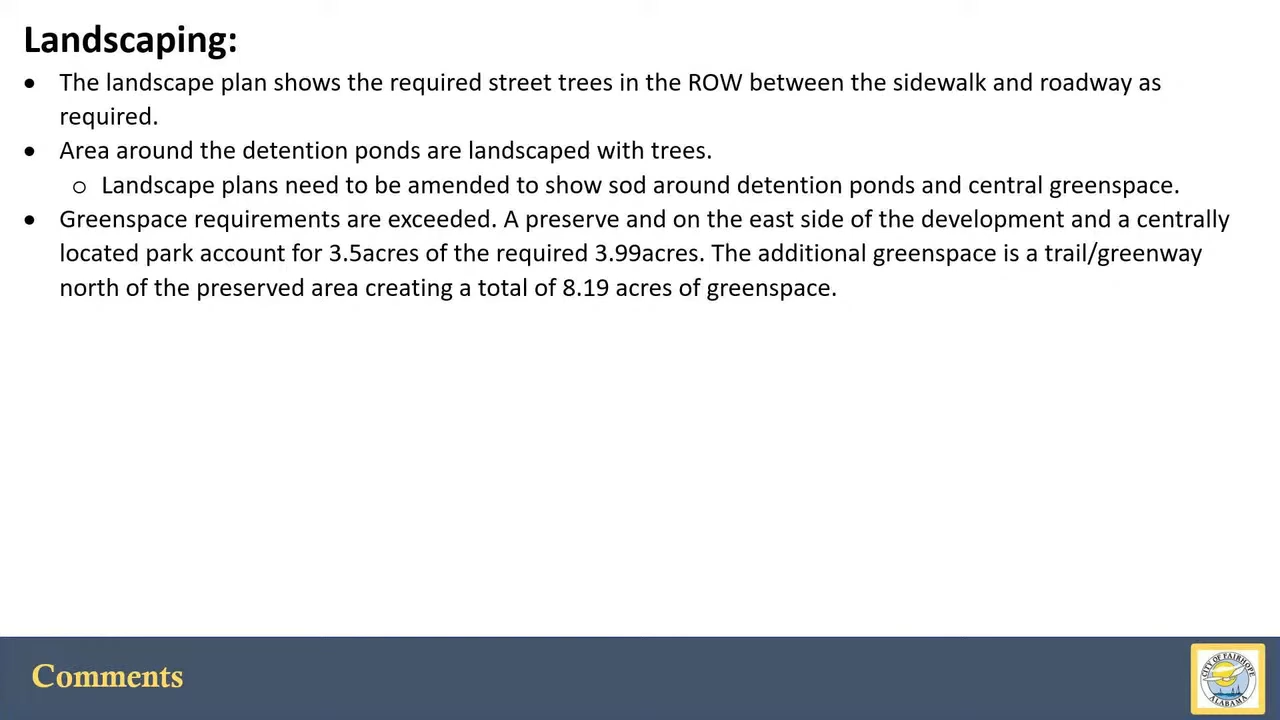 Landscaping:
• The landscape plan shows the required street trees in the ROW between the sidewalk and roadway as
required.
• Area around the detention ponds are landscaped with trees.
o Landscape plans need to be amended to show sod around detention ponds and central greenspace.
• Greenspace requirements are exceeded. A preserve and on the east side of the development and a centrally
located park account for 3.5acres of the required 3.99acres. The additional greenspace is a trail/greenway
north of the preserved area creating a total of 8.19 acres of greenspace.
Comments
CITY OF FAIRHOPE
ALABAMA